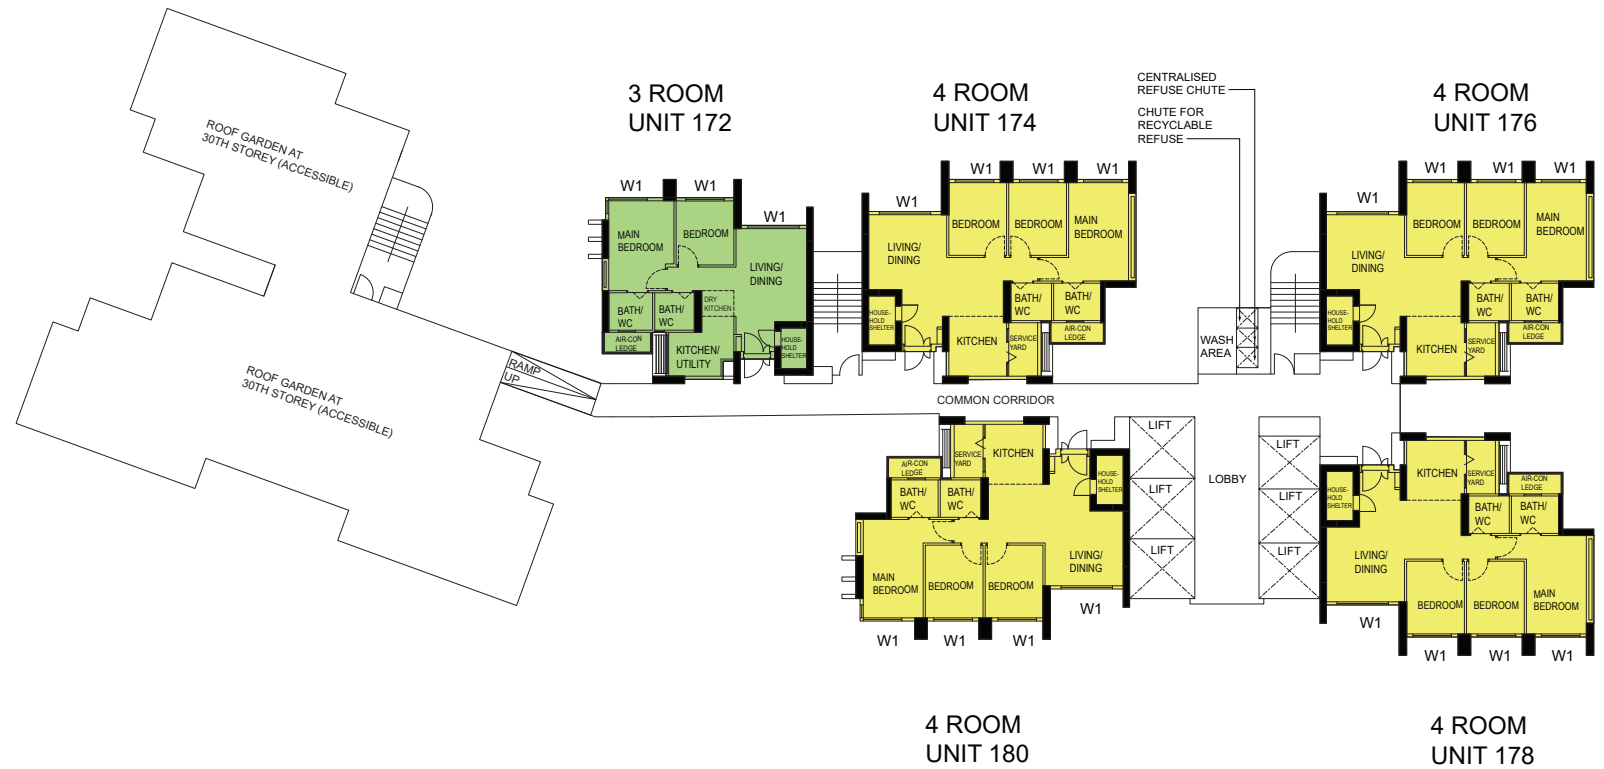 ROOF GARDEN AT
30TH STOREY (ACCESSIBLE)
ROOF GARDEN AT
30TH STOREY (ACCESSIBLE)
RAMP
UP
3 ROOM
UNIT 172
W1
W1
W1
MAIN
BEDROOM
BEDROOM
LIVING/
DINING
DRY
KITCHEN
BATH/
WC
BATH/
WC
AIR-CON
LEDGE
KITCHEN/
UTILITY
HOUSE-
HOLD
SHELTER
4 ROOM
UNIT 174
W1
W1
W1
W1
BEDROOM
BEDROOM
MAIN
BEDROOM
LIVING/
DINING
BATH/
WC
BATH/
WC
HOUSE-
HOLD
SHELTER
KITCHEN
SERVICE
YARD
AIR-CON
LEDGE
CENTRALISED
REFUSE CHUTE
CHUTE FOR
RECYCLABLE
REFUSE
WASH
AREA
4 ROOM
UNIT 176
W1
W1
W1
W1
BEDROOM
BEDROOM
MAIN
BEDROOM
LIVING/
DINING
BATH/
WC
BATH/
WC
HOUSE-
HOLD
SHELTER
KITCHEN
SERVICE
YARD
AIR-CON
LEDGE
COMMON CORRIDOR
AIR-CON
LEDGE
SERVICE
YARD
KITCHEN
HOUSE-
HOLD
SHELTER
BATH/
WC
BATH/
WC
MAIN
BEDROOM
BEDROOM
BEDROOM
LIVING/
DINING
W1
W1
W1
W1
4 ROOM
UNIT 180
LIFT
LIFT
LIFT
LOBBY
LIFT
LIFT
LIFT
KITCHEN
SERVICE
YARD
AIR-CON
LEDGE
HOUSE-
HOLD
SHELTER
BATH/
WC
BATH/
WC
LIVING/
DINING
BEDROOM
BEDROOM
MAIN
BEDROOM
W1
W1
W1
W1
4 ROOM
UNIT 178